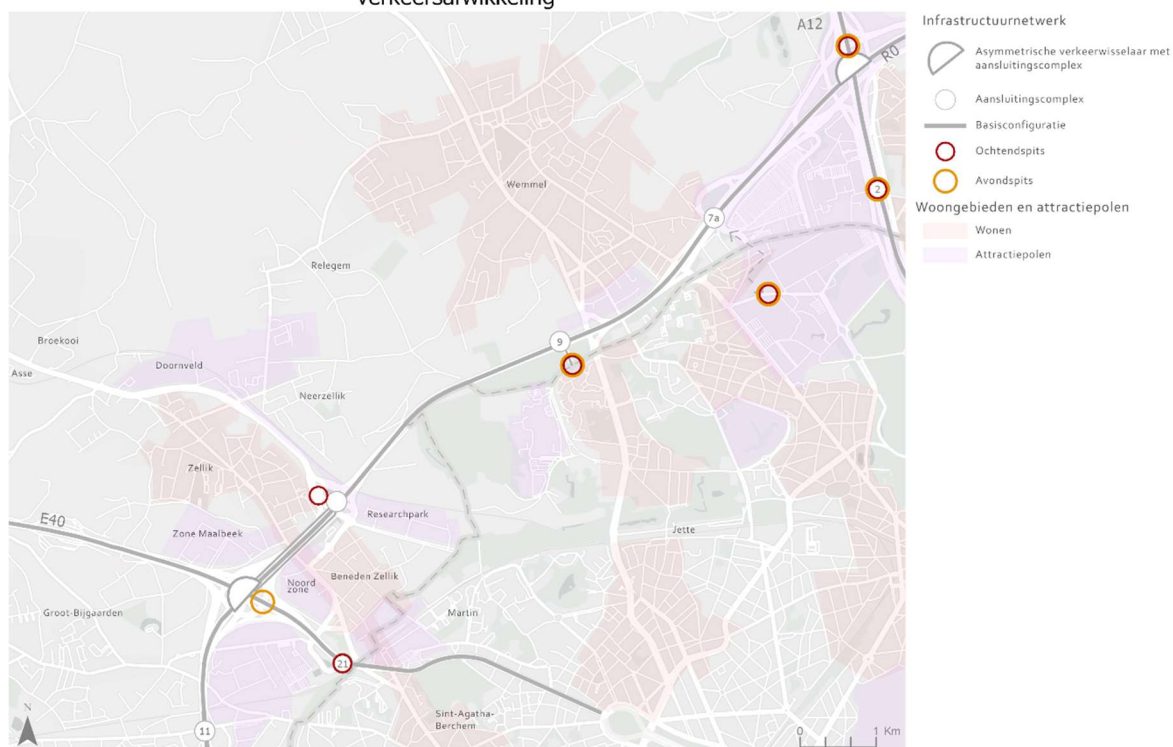 verkeersafwikkeling
A12
R0
Infrastructuurnetwerk
Asymmetrische verkeerwisselaar met
aansluitingscomplex
Aansluitingscomplex
Basisconfiguratie
Ochtendspits
Avondspits
Woongebieden en attractiepolen
Wonen
Attractiepolen
Wemmel
2
7a
Relegem
9
Broekooi
Doornveld
Asse
Neerzellik
Zellik
Researchpark
E40
Zone Maalbeek
Jette
Noord
zone
Beneden Zellik
Groot-Bijgaarden
Martin
21
Sint-Agatha-
Berchem
11
N
0 1 Km